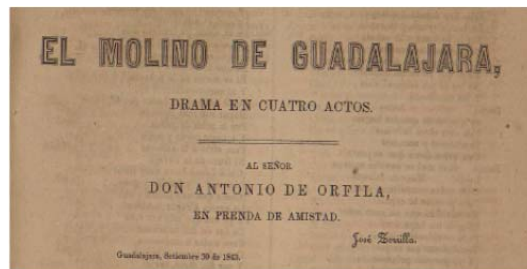 EL MOLINO DE GUADALAJARA,
DRAMA EN CUATRO ACTOS.
AL SEÑOR
DON ANTONIO DE ORFILA,
EN PRENDA DE AMISTAD.
José Zorrilla.
Guadalajara, Setiembre 30 de 1843.